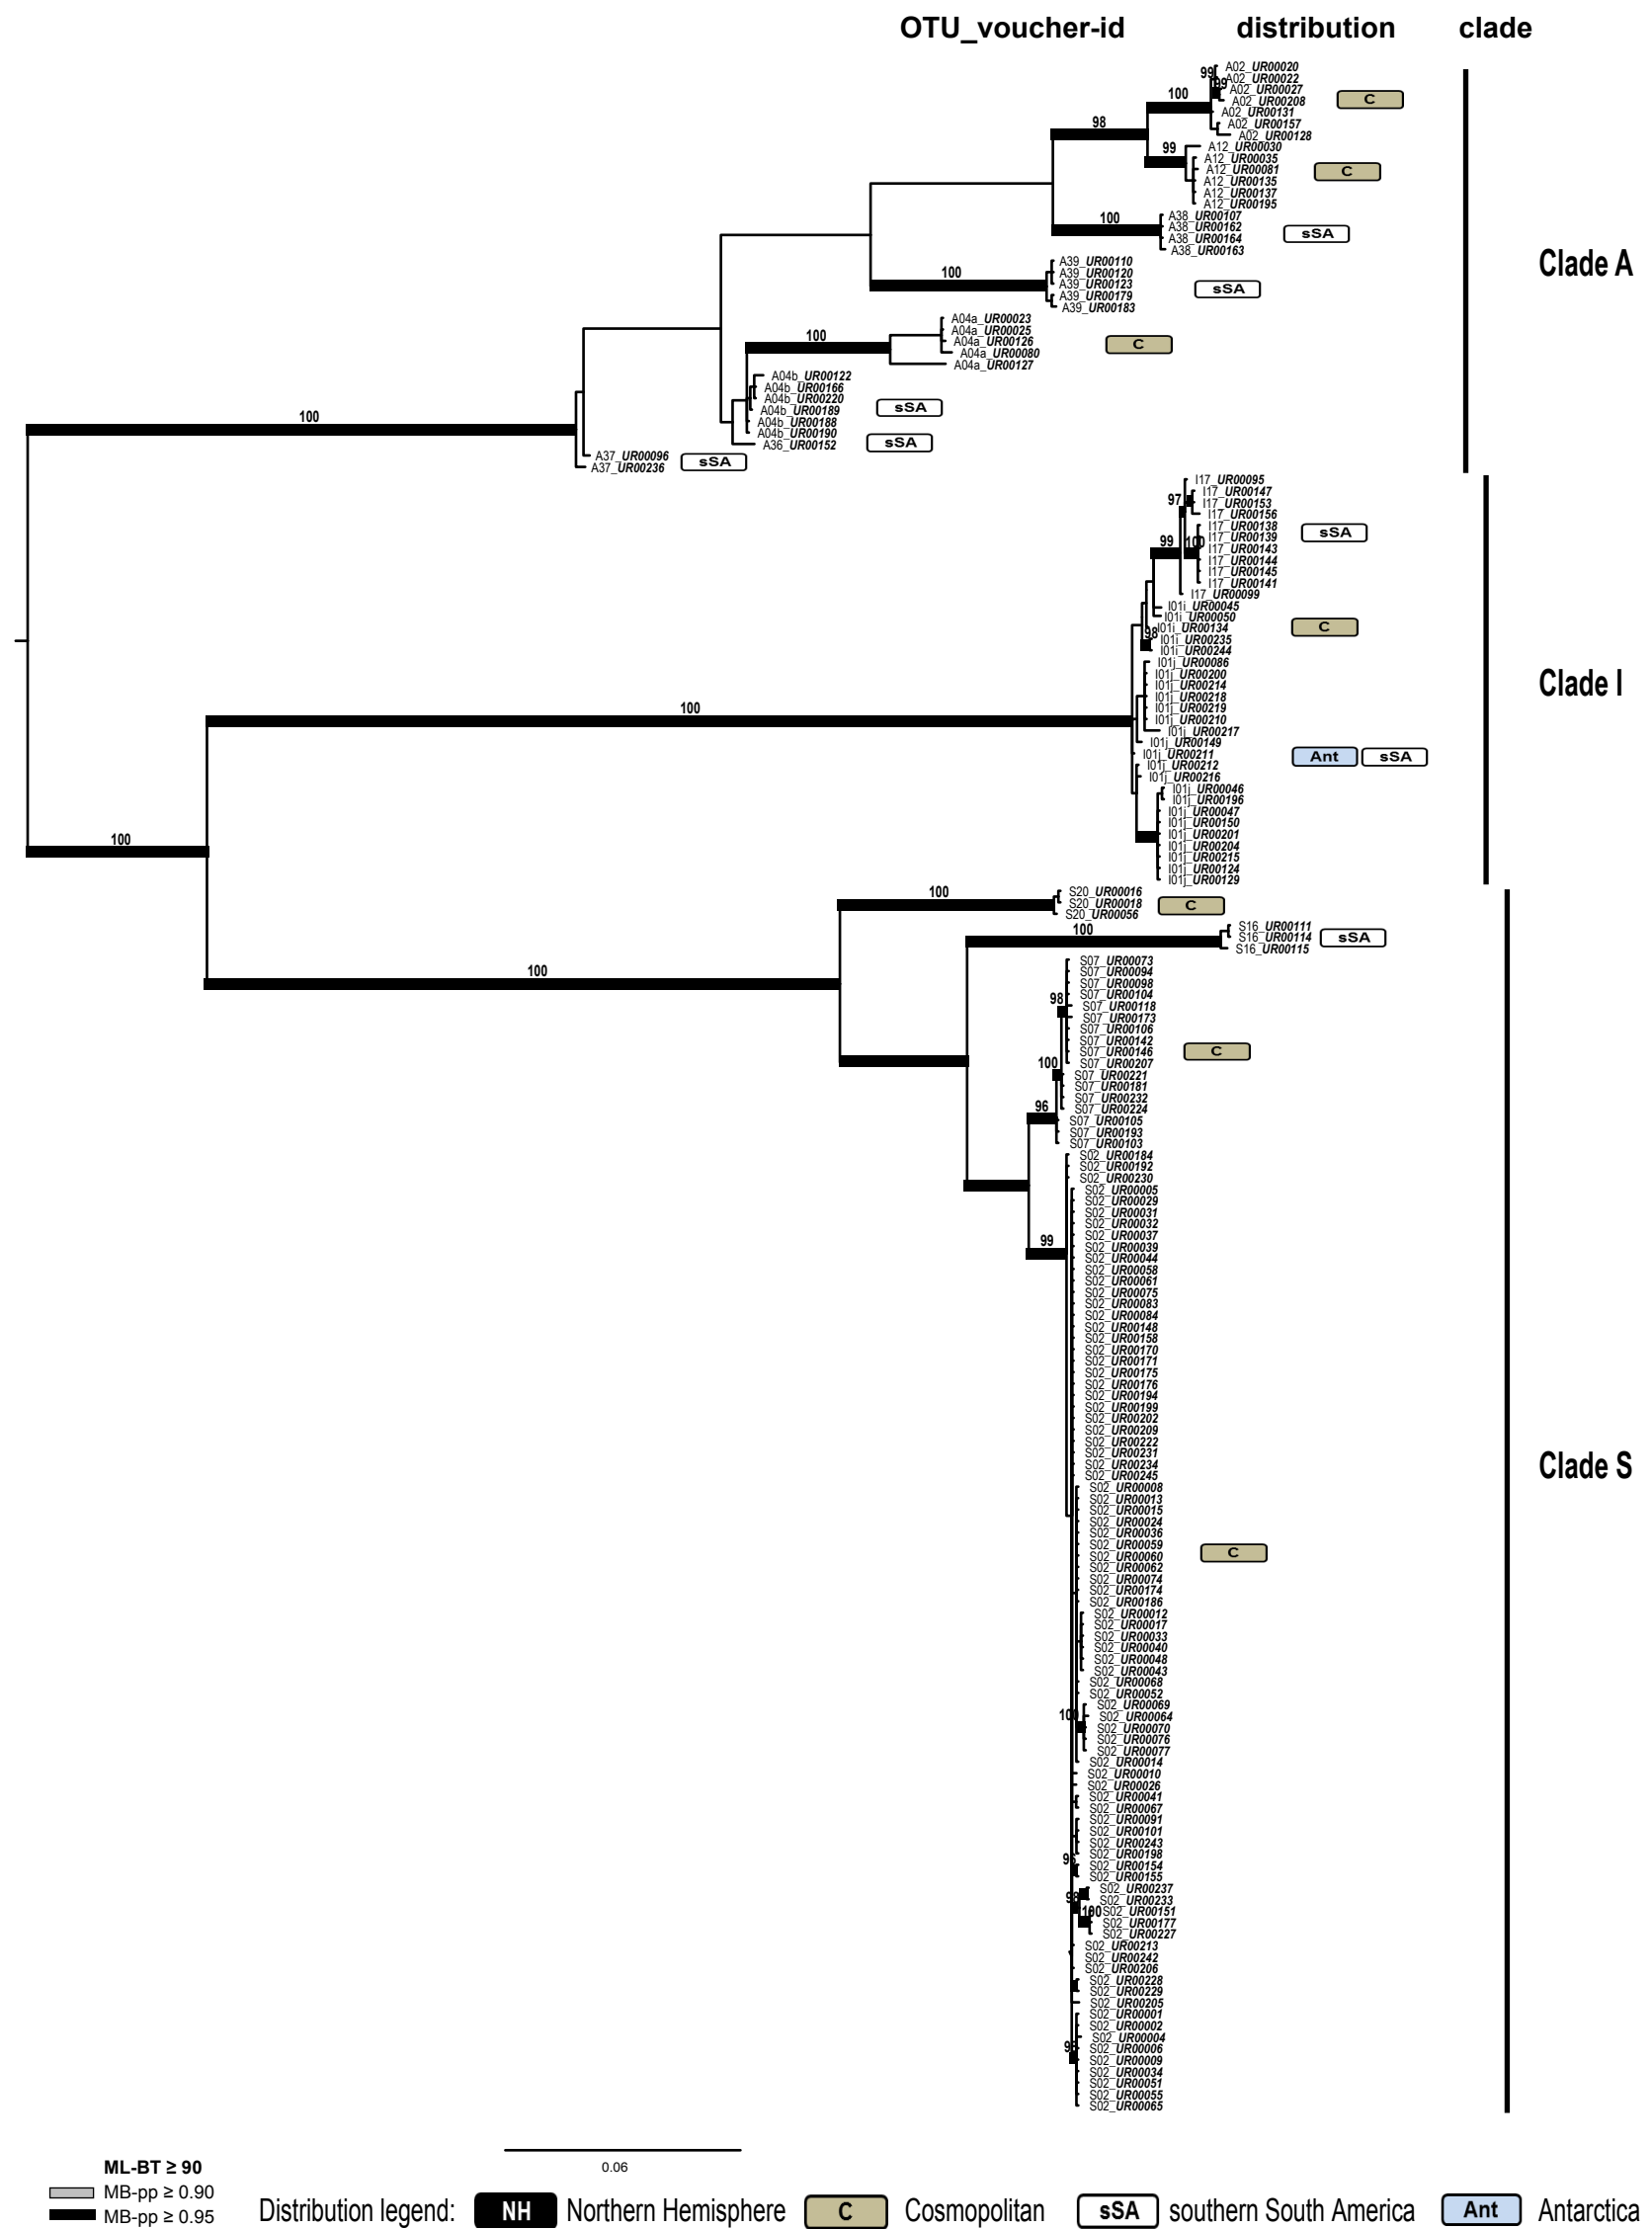 OTU_voucher-id distribution clade
A02_UR00020
A02_UR00022
A02_UR00027
A02_UR00208
A02_UR00131
A02_UR00157
A02_UR00128
A12_UR00030
A12_UR00035
A12_UR00081
A12_UR00135
A12_UR00137
A12_UR00195
A38_UR00107
A38_UR00162
A38_UR00164
A38_UR00163
A39_UR00110
A39_UR00120
A39_UR00123
A39_UR00179
A39_UR00183
A04a_UR00023
A04a_UR00025
A04a_UR00126
A04a_UR00080
A04a_UR00127
A04b_UR00122
A04b_UR00166
A04b_UR00220
A04b_UR00189
A04b_UR00188
A04b_UR00190
A36_UR00152
A37_UR00096
A37_UR00236
99
99
100
98
99
100
100
100
100
C
C
sSA
sSA
C
sSA
sSA
sSA
Clade A
I17_UR00095
I17_UR00147
I17_UR00153
I17_UR00156
I17_UR00138
I17_UR00139
I17_UR00143
I17_UR00144
I17_UR00145
I17_UR00141
I17_UR00099
I01i_UR00045
I01i_UR00050
I01i_UR00134
I01i_UR00235
I01i_UR00244
I01j_UR00086
I01j_UR00200
I01j_UR00214
I01j_UR00218
I01j_UR00219
I01j_UR00210
I01j_UR00217
I01j_UR00149
I01j_UR00211
I01j_UR00212
I01j_UR00216
I01j_UR00046
I01j_UR00196
I01j_UR00047
I01j_UR00150
I01j_UR00201
I01j_UR00204
I01j_UR00215
I01j_UR00124
I01j_UR00129
97
99
100
98
100
100
sSA
C
Ant sSA
Clade I
S20_UR00016
S20_UR00018
S20_UR00056
S16_UR00111
S16_UR00114
S16_UR00115
S07_UR00073
S07_UR00094
S07_UR00098
S07_UR00104
S07_UR00118
S07_UR00173
S07_UR00106
S07_UR00142
S07_UR00146
S07_UR00207
S07_UR00221
S07_UR00181
S07_UR00232
S07_UR00224
S07_UR00105
S07_UR00193
S07_UR00103
S02_UR00184
S02_UR00192
S02_UR00230
S02_UR00005
S02_UR00029
S02_UR00031
S02_UR00032
S02_UR00037
S02_UR00039
S02_UR00044
S02_UR00058
S02_UR00061
S02_UR00075
S02_UR00083
S02_UR00084
S02_UR00148
S02_UR00158
S02_UR00170
S02_UR00171
S02_UR00175
S02_UR00176
S02_UR00194
S02_UR00199
S02_UR00202
S02_UR00209
S02_UR00222
S02_UR00231
S02_UR00234
S02_UR00245
S02_UR00008
S02_UR00013
S02_UR00015
S02_UR00024
S02_UR00036
S02_UR00059
S02_UR00060
S02_UR00062
S02_UR00074
S02_UR00174
S02_UR00186
S02_UR00012
S02_UR00017
S02_UR00033
S02_UR00040
S02_UR00048
S02_UR00043
S02_UR00068
S02_UR00052
S02_UR00069
S02_UR00064
S02_UR00070
S02_UR00076
S02_UR00077
S02_UR00014
S02_UR00010
S02_UR00026
S02_UR00041
S02_UR00067
S02_UR00091
S02_UR00101
S02_UR00243
S02_UR00198
S02_UR00154
S02_UR00155
S02_UR00237
S02_UR00233
S02_UR00151
S02_UR00177
S02_UR00227
S02_UR00213
S02_UR00242
S02_UR00206
S02_UR00228
S02_UR00229
S02_UR00205
S02_UR00001
S02_UR00002
S02_UR00004
S02_UR00006
S02_UR00009
S02_UR00034
S02_UR00051
S02_UR00055
S02_UR00065
100
100
100
98
100
96
99
100
98
100
C
sSA
C
C
Clade S
0.06
ML-BT ≥ 90
MB-pp ≥ 0.90
MB-pp ≥ 0.95
Distribution legend: NH Northern Hemisphere C Cosmopolitan sSA southern South America Ant Antarctica